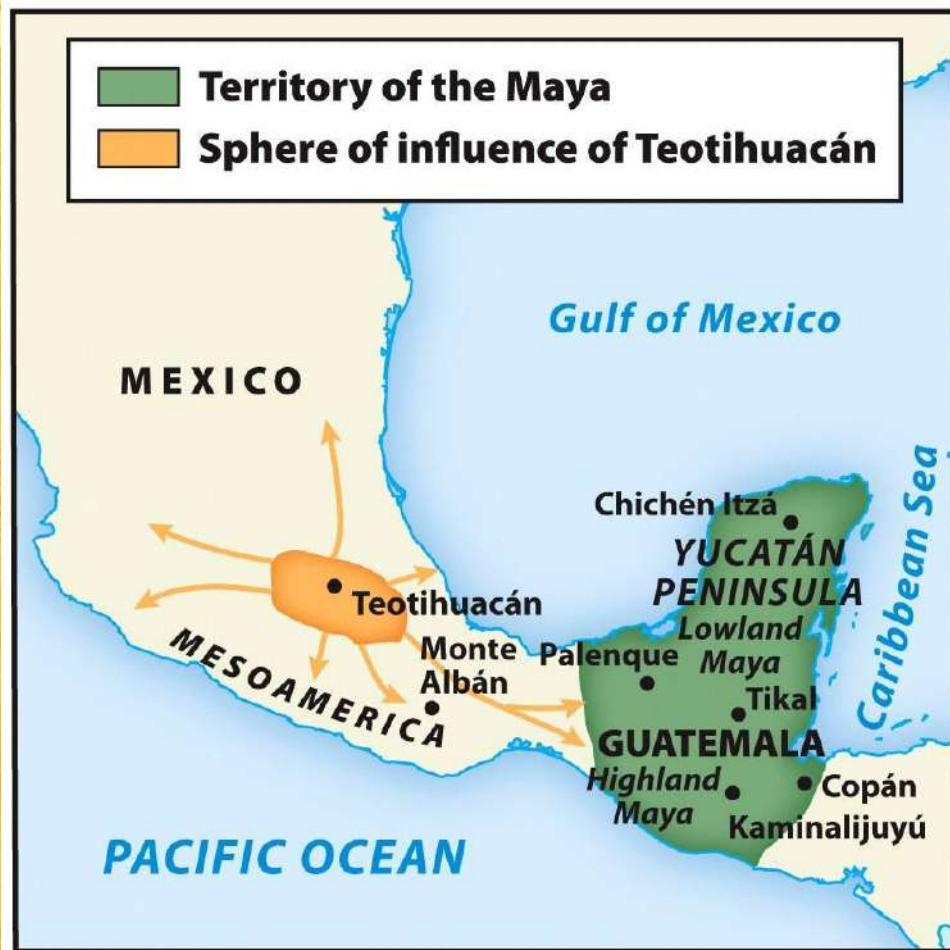 Territory of the Maya
Sphere of influence of Teotihuacán
Gulf of Mexico
MEXICO
Caribbean Sea
Chichén Itzá
YUCATÁN
PENINSULA
Lowland
Maya
Teotihuacán
MESOAMERICA
Monte
Albán
Palenque
Tikal
GUATEMALA
Highland
Maya
Copán
Kaminalijuyú
PACIFIC OCEAN